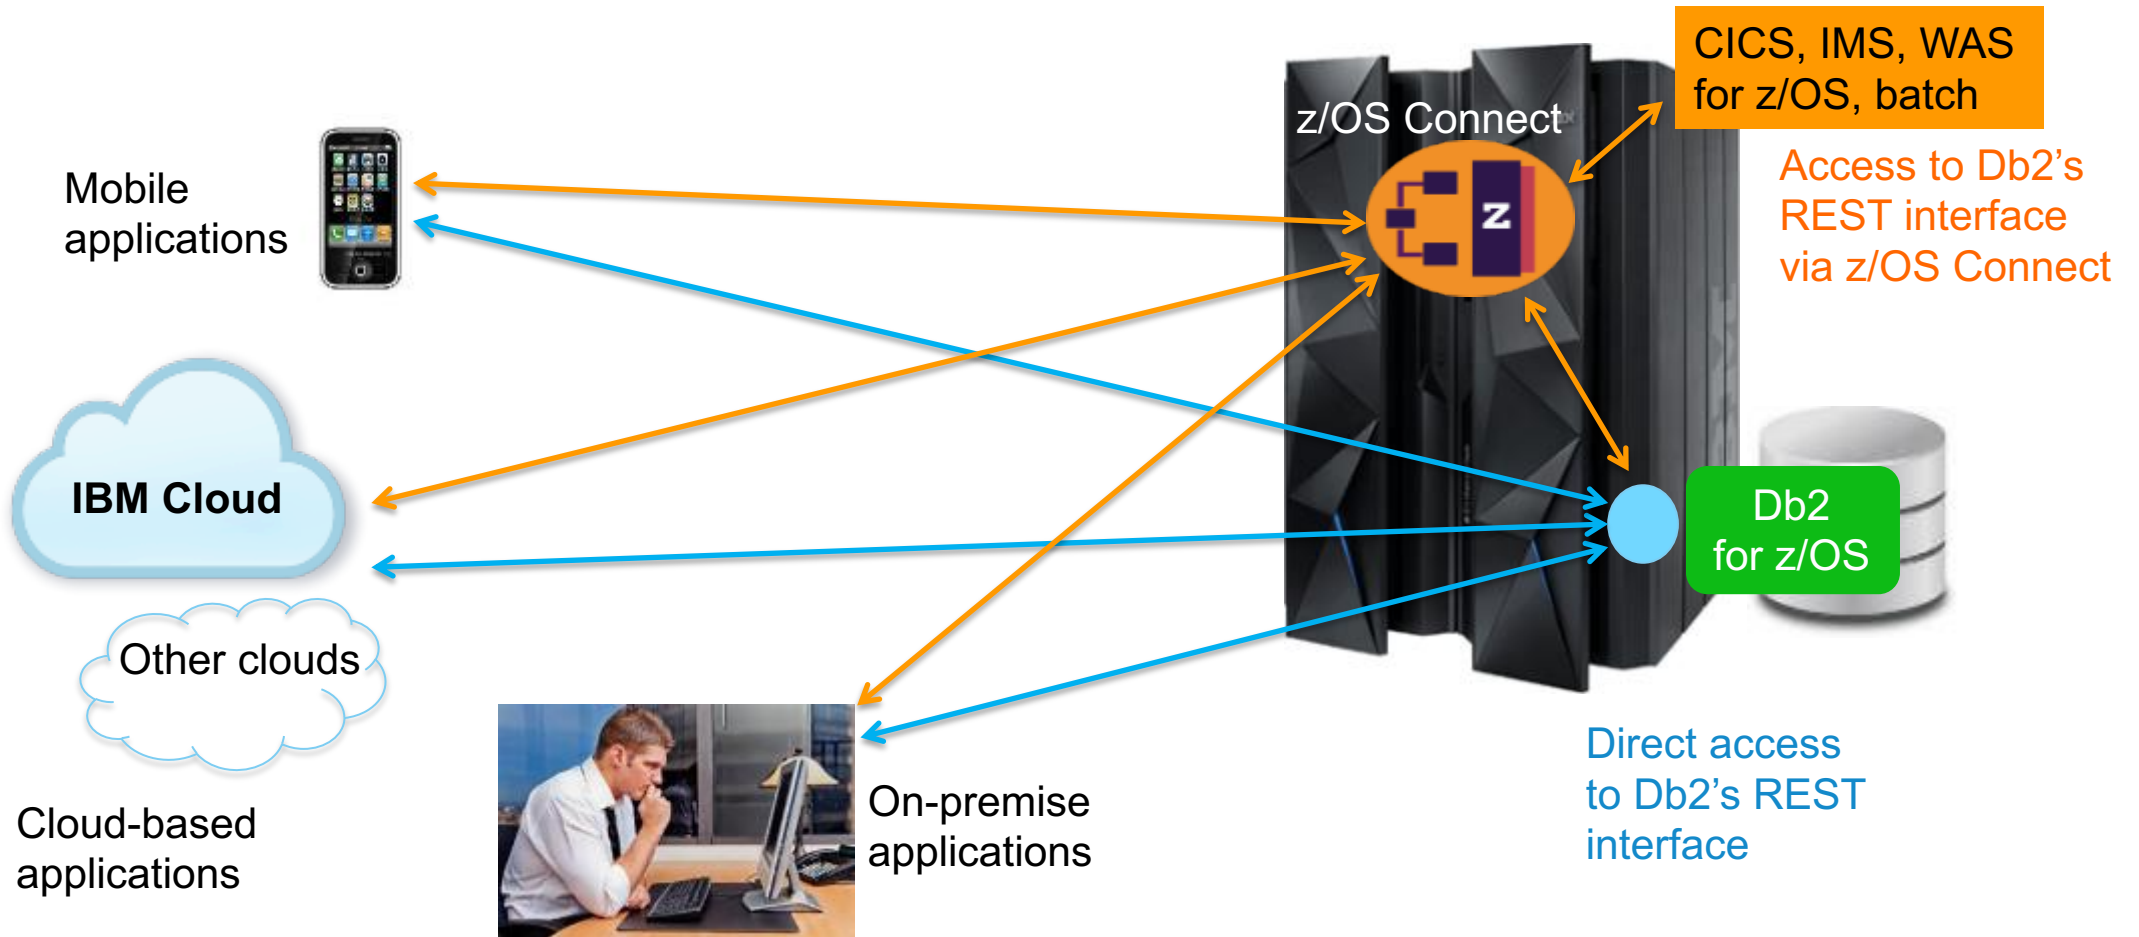 CICS, IMS, WAS
for z/OS, batch
z/OS Connect
Access to Db2’s
REST interface
via z/OS Connect
Mobile
applications
Z
IBM Cloud
Db2
for z/OS
Other clouds
Direct access
to Db2’s REST
interface
On-premise
applications
Cloud-based
applications